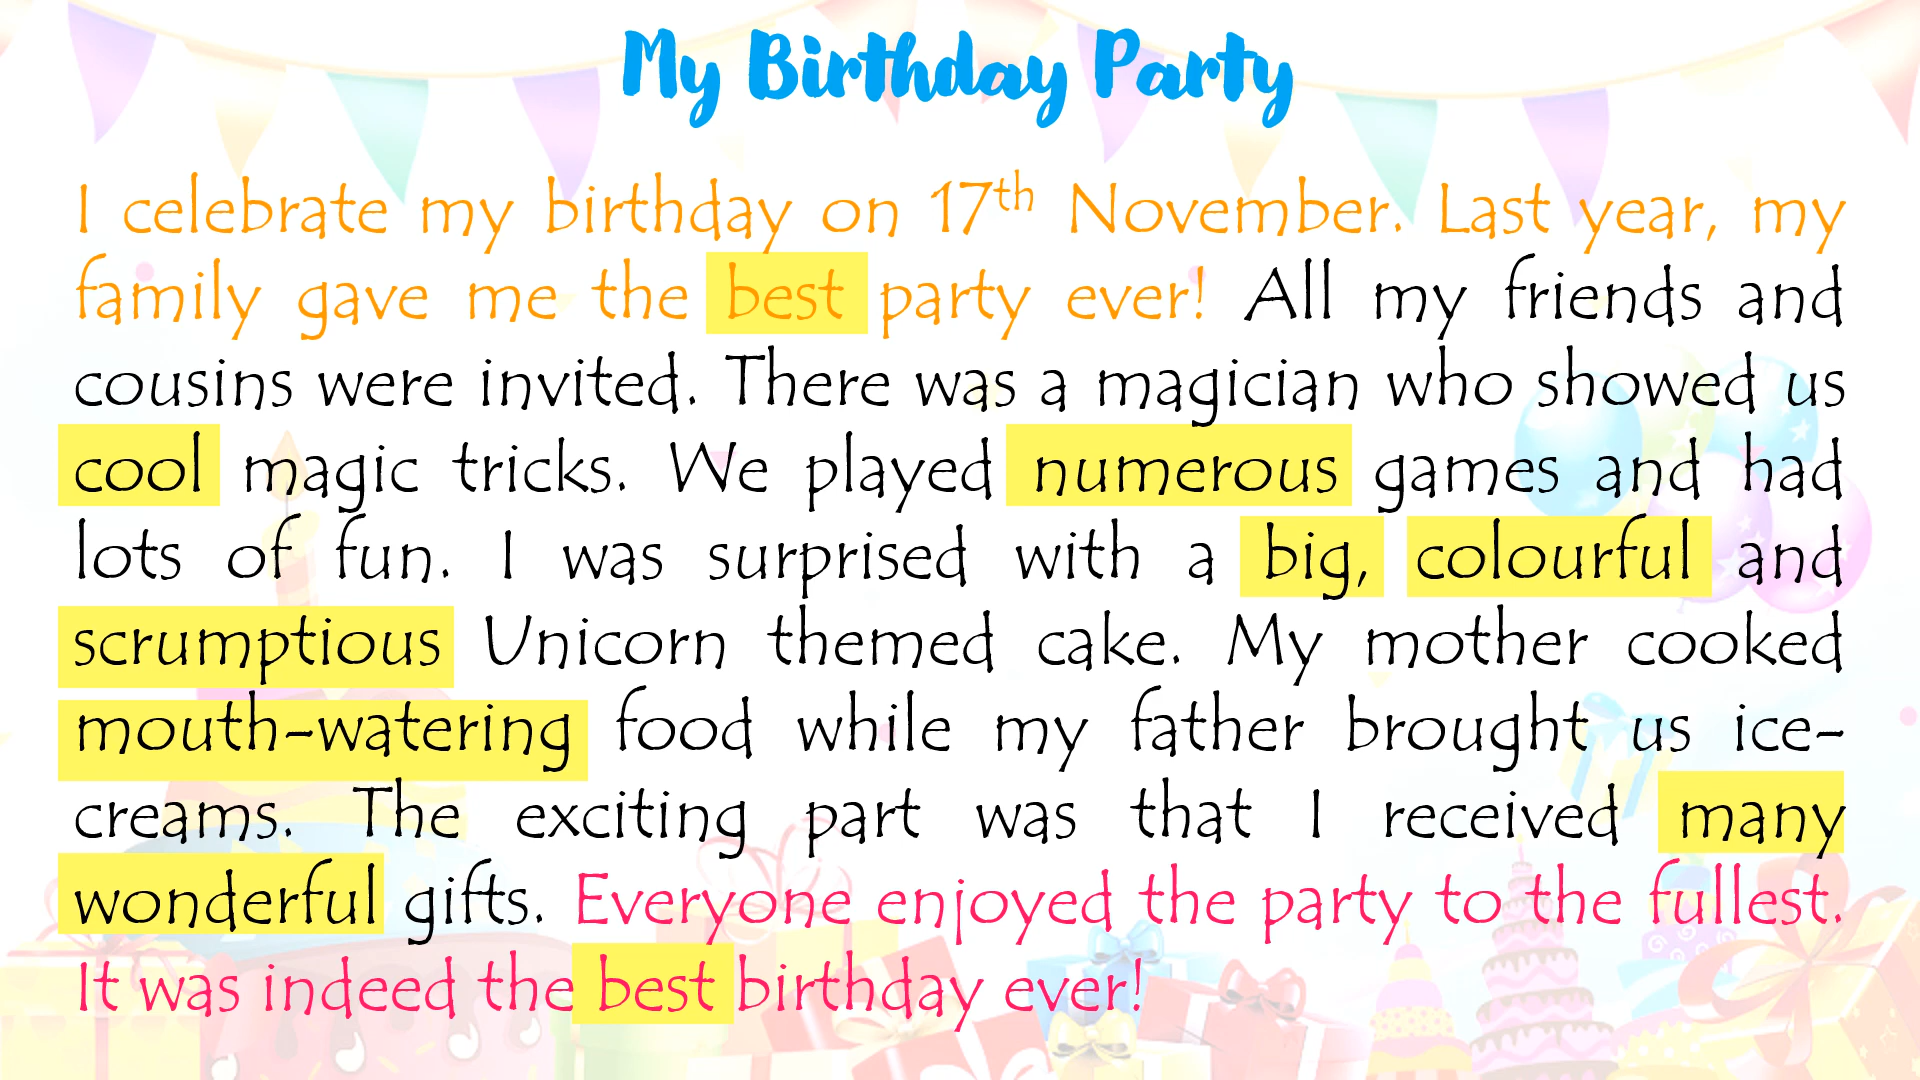 My Birthday Party
I celebrate my birthday on 17th November. Last year, my
family gave me the best party ever! All my friends and
cousins were invited. There was a magician who showed us
cool magic tricks. We played numerous games and had
lots of fun. I was surprised with a big, colourful and
scrumptious Unicorn themed cake. My mother cooked
mouth-watering food while my father brought us ice-
creams. The exciting part was that I received many
wonderful gifts. Everyone enjoyed the party to the fullest.
It was indeed the best birthday ever!